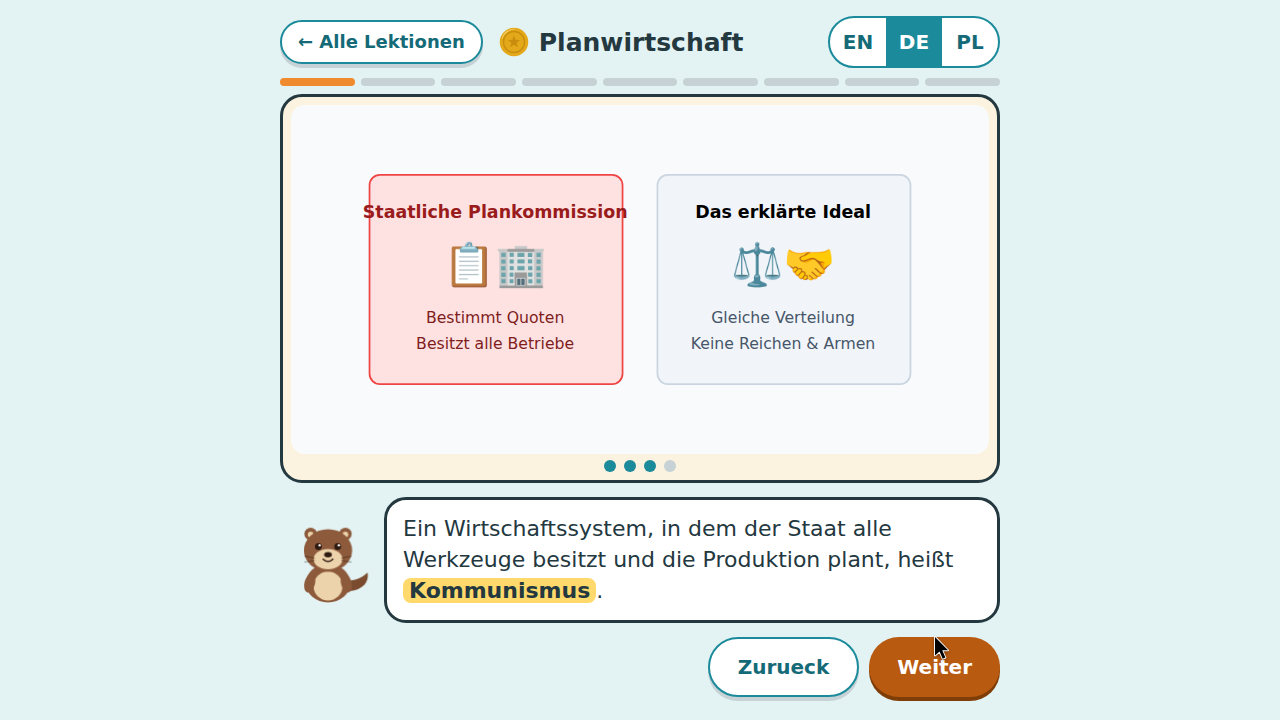 ← Alle Lektionen
Planwirtschaft
EN DE PL
Staatliche Plankommission
Bestimmt Quoten
Besitzt alle Betriebe
Das erklärte Ideal
Gleiche Verteilung
Keine Reichen & Armen
Ein Wirtschaftssystem, in dem der Staat alle
Werkzeuge besitzt und die Produktion plant, heißt
Kommunismus.
Zurueck
Weiter